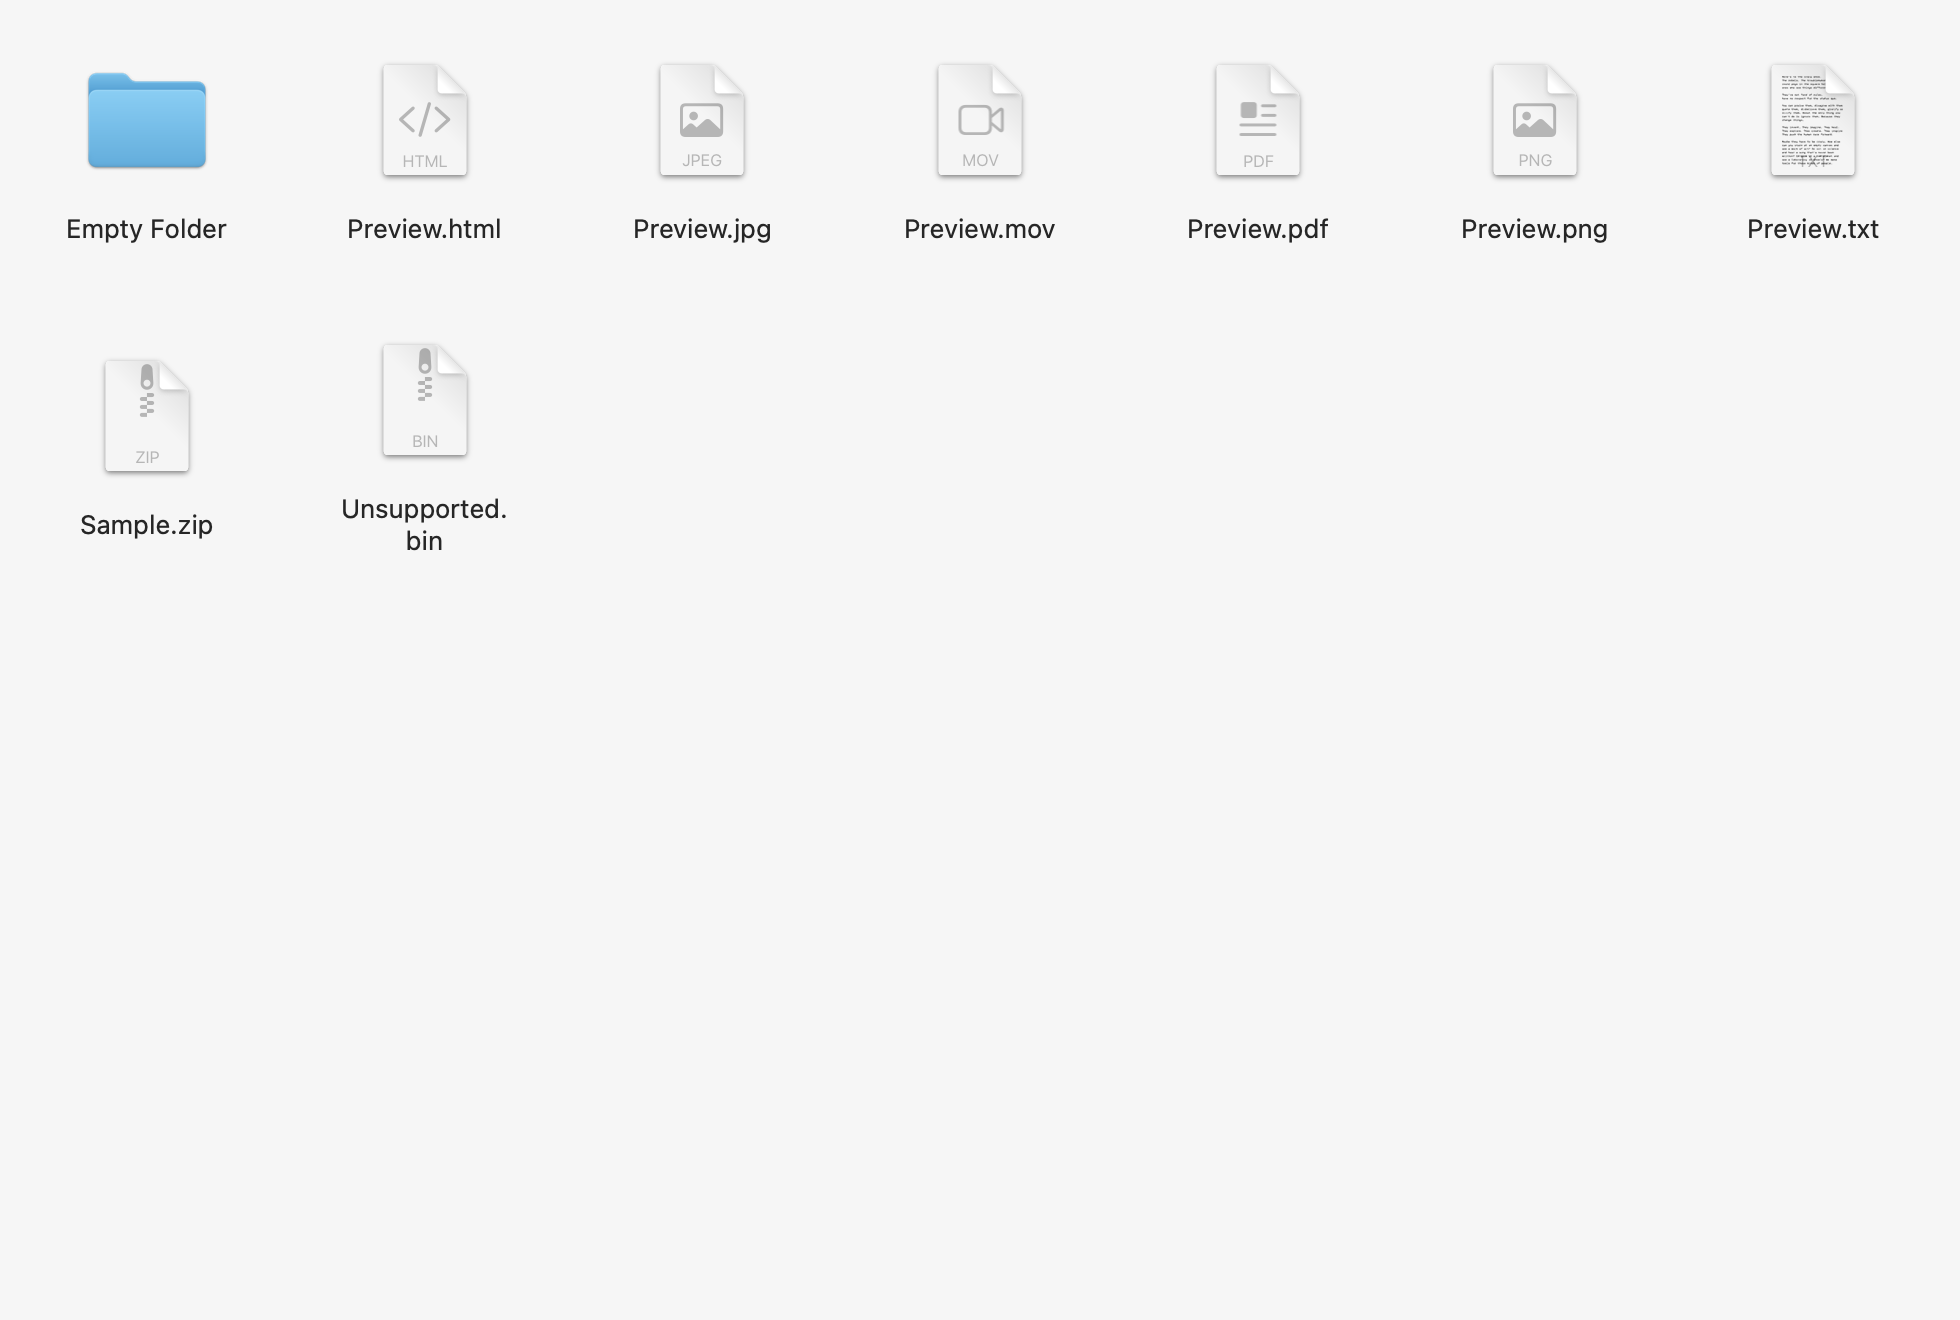 HTML
JPEG
MOV
PDF
PNG
Empty Folder
Preview.html
Preview.jpg
Preview.mov
Preview.pdf
Preview.png
Preview.txt
ZIP
BIN
Sample.zip
Unsupported.
bin